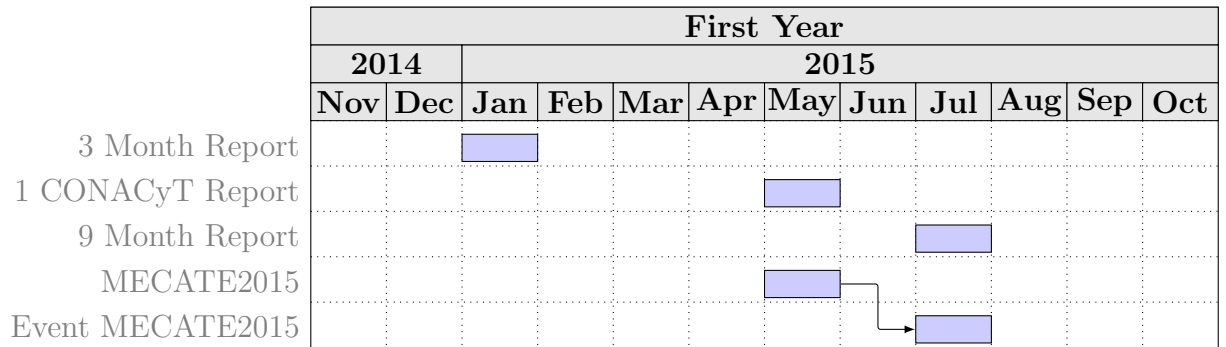 First Year
2014 2015
Nov Dec Jan Feb Mar Apr May Jun Jul Aug Sep Oct
3 Month Report
1 CONACyT Report
9 Month Report
MECATE2015
Event MECATE2015